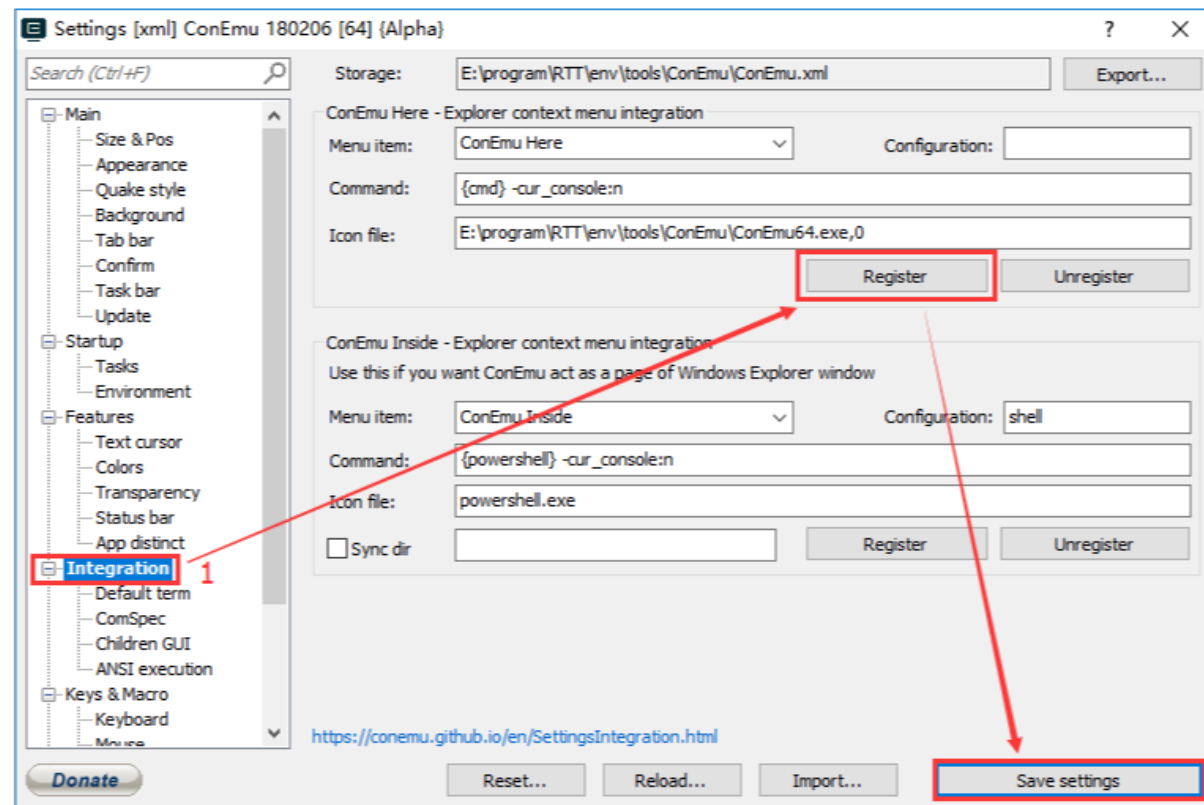 Settings [xml] ConEmu 180206 [64] {Alpha}
?
Search (Ctrl+F)
Main
Size & Pos
Appearance
Quake style
Background
Tab bar
Confirm
Task bar
Update
Startup
Tasks
Environment
Features
Text cursor
Colors
Transparency
Status bar
App distinct
Integration
1
Default term
ComSpec
Children GUI
ANSI execution
Keys & Macro
Keyboard
Mouse
Donate
Storage: E:\program\RTT\env\tools\ConEmu\ConEmu.xml Export...
ConEmu Here - Explorer context menu integration
Menu item: ConEmu Here Configuration:
Command: {cmd} -cur_console:n
Icon file: E:\program\RTT\env\tools\ConEmu\ConEmu64.exe,0
Register Unregister
ConEmu Inside - Explorer context menu integration
Use this if you want ConEmu act as a page of Windows Explorer window
Menu item: ConEmu Inside Configuration: shell
Command: {powershell} -cur_console:n
Icon file: powershell.exe
Sync dir Register Unregister
https://conemu.github.io/en/SettingsIntegration.html
Reset... Reload... Import... Save settings